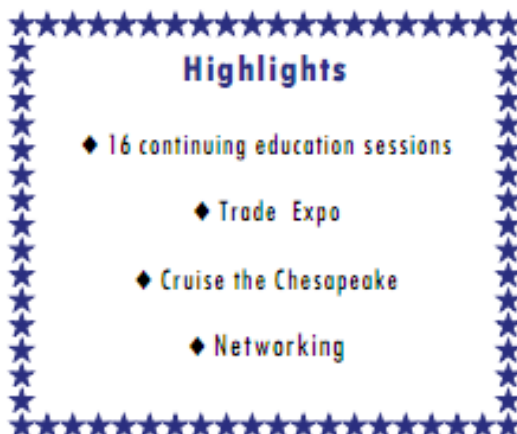 Highlights
♦ 16 continuing education sessions
♦ Trade Expo
♦ Cruise the Chesapeake
♦ Networking